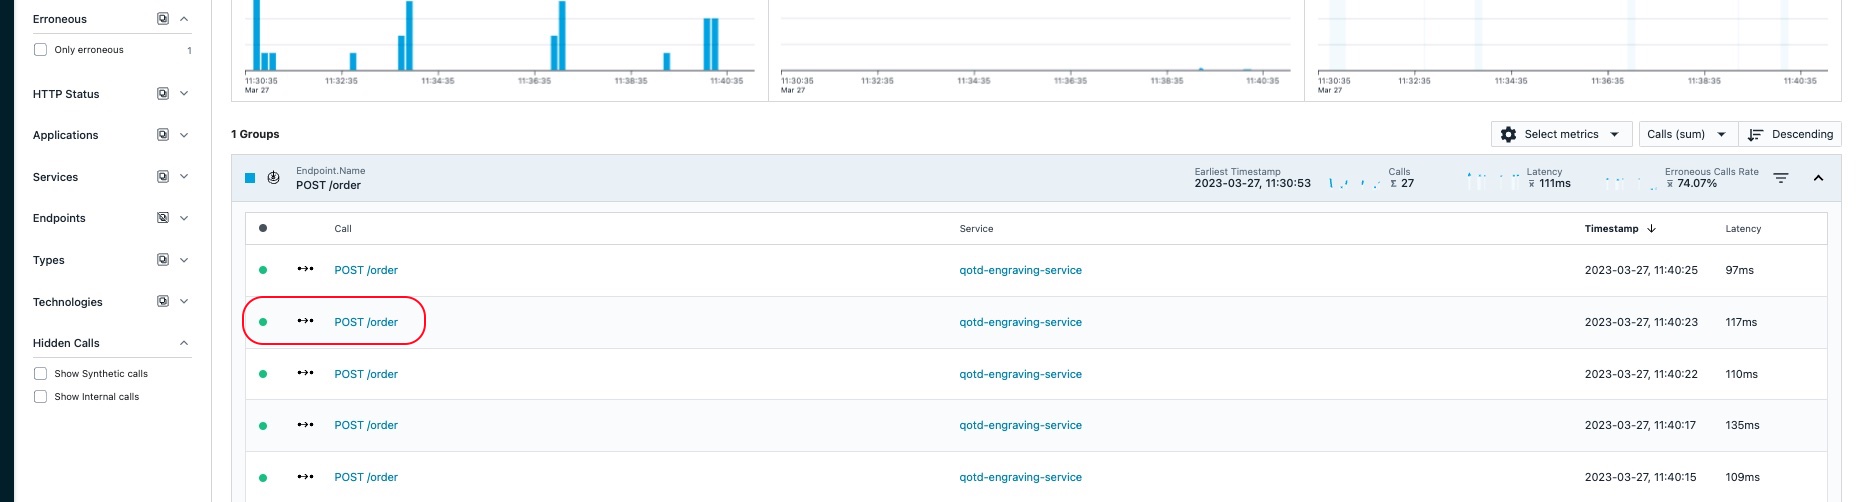 Erroneous
Only erroneous 1
HTTP Status
Applications
Services
Endpoints
Types
Technologies
Hidden Calls
Show Synthetic calls
Show Internal calls
11:30:35 11:32:35 11:34:35 11:36:35 11:38:35 11:40:35
Mar 27
11:30:35 11:32:35 11:34:35 11:36:35 11:38:35 11:40:35
Mar 27
11:30:35 11:32:35 11:34:35 11:36:35 11:38:35 11:40:35
Mar 27
1 Groups
Select metrics Calls (sum) Descending
Endpoint.Name Earliest Timestamp Calls Latency Erroneous Calls Rate
POST /order 2023-03-27, 11:30:53 Σ 27 x̅ 111ms x̅ 74.07%
Call Service Timestamp Latency
POST /order qotd-engraving-service 2023-03-27, 11:40:25 97ms
POST /order qotd-engraving-service 2023-03-27, 11:40:23 117ms
POST /order qotd-engraving-service 2023-03-27, 11:40:22 110ms
POST /order qotd-engraving-service 2023-03-27, 11:40:17 135ms
POST /order qotd-engraving-service 2023-03-27, 11:40:15 109ms